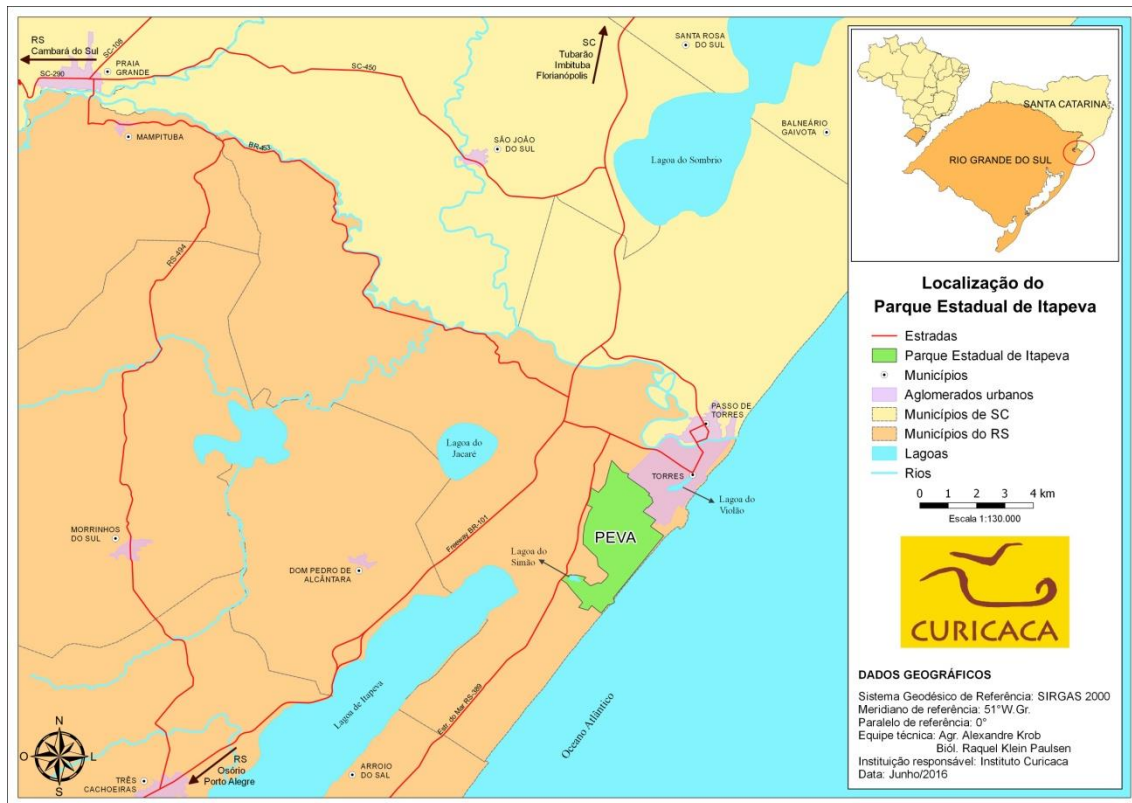 RS
Cambará do Sul
SC-290
SC-108
PRAIA
GRANDE
SC-450
SC
Tubarão
Imbituba
Florianópolis
SANTA ROSA
DO SUL
BALNEÁRIO
GAIVOTA
Lagoa do Sombrio
MAMPITUBA
BR453
SÃO JOÃO
DO SUL
RS-494
PASSO DE
TORRES
TORRES
Lagoa do
Violão
Lagoa do
Jacaré
PEVA
Freeway BR-101
Lagoa do
Simão
MORRINHOS
DO SUL
DOM PEDRO DE
ALCÂNTARA
Lagoa de Itapeva
Estr. do Mar RS-389
Oceano Atlântico
N
O
L
S
RS
Osório
Porto Alegre
TRÊS
CACHOEIRAS
ARROIO
DO SAL
SANTA CATARINA
RIO GRANDE DO SUL
Localização do
Parque Estadual de Itapeva
Estradas
Parque Estadual de Itapeva
Municípios
Aglomerados urbanos
Municípios de SC
Municípios do RS
Lagoas
Rios
0 1 2 3 4 km
Escala 1:130.000
CURICACA
DADOS GEOGRÁFICOS
Sistema Geodésico de Referência: SIRGAS 2000
Meridiano de referência: 51°W.Gr.
Paralelo de referência: 0°
Equipe técnica: Agr. Alexandre Krob
Biól. Raquel Klein Paulsen
Instituição responsável: Instituto Curicaca
Data: Junho/2016